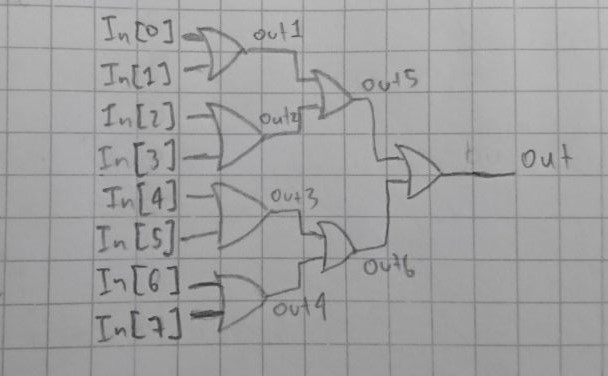 In[0]
out1
In[1]
out5
In[2]
out2
In[3]
out
In[4]
out3
In[5]
out6
In[6]
out4
In[7]